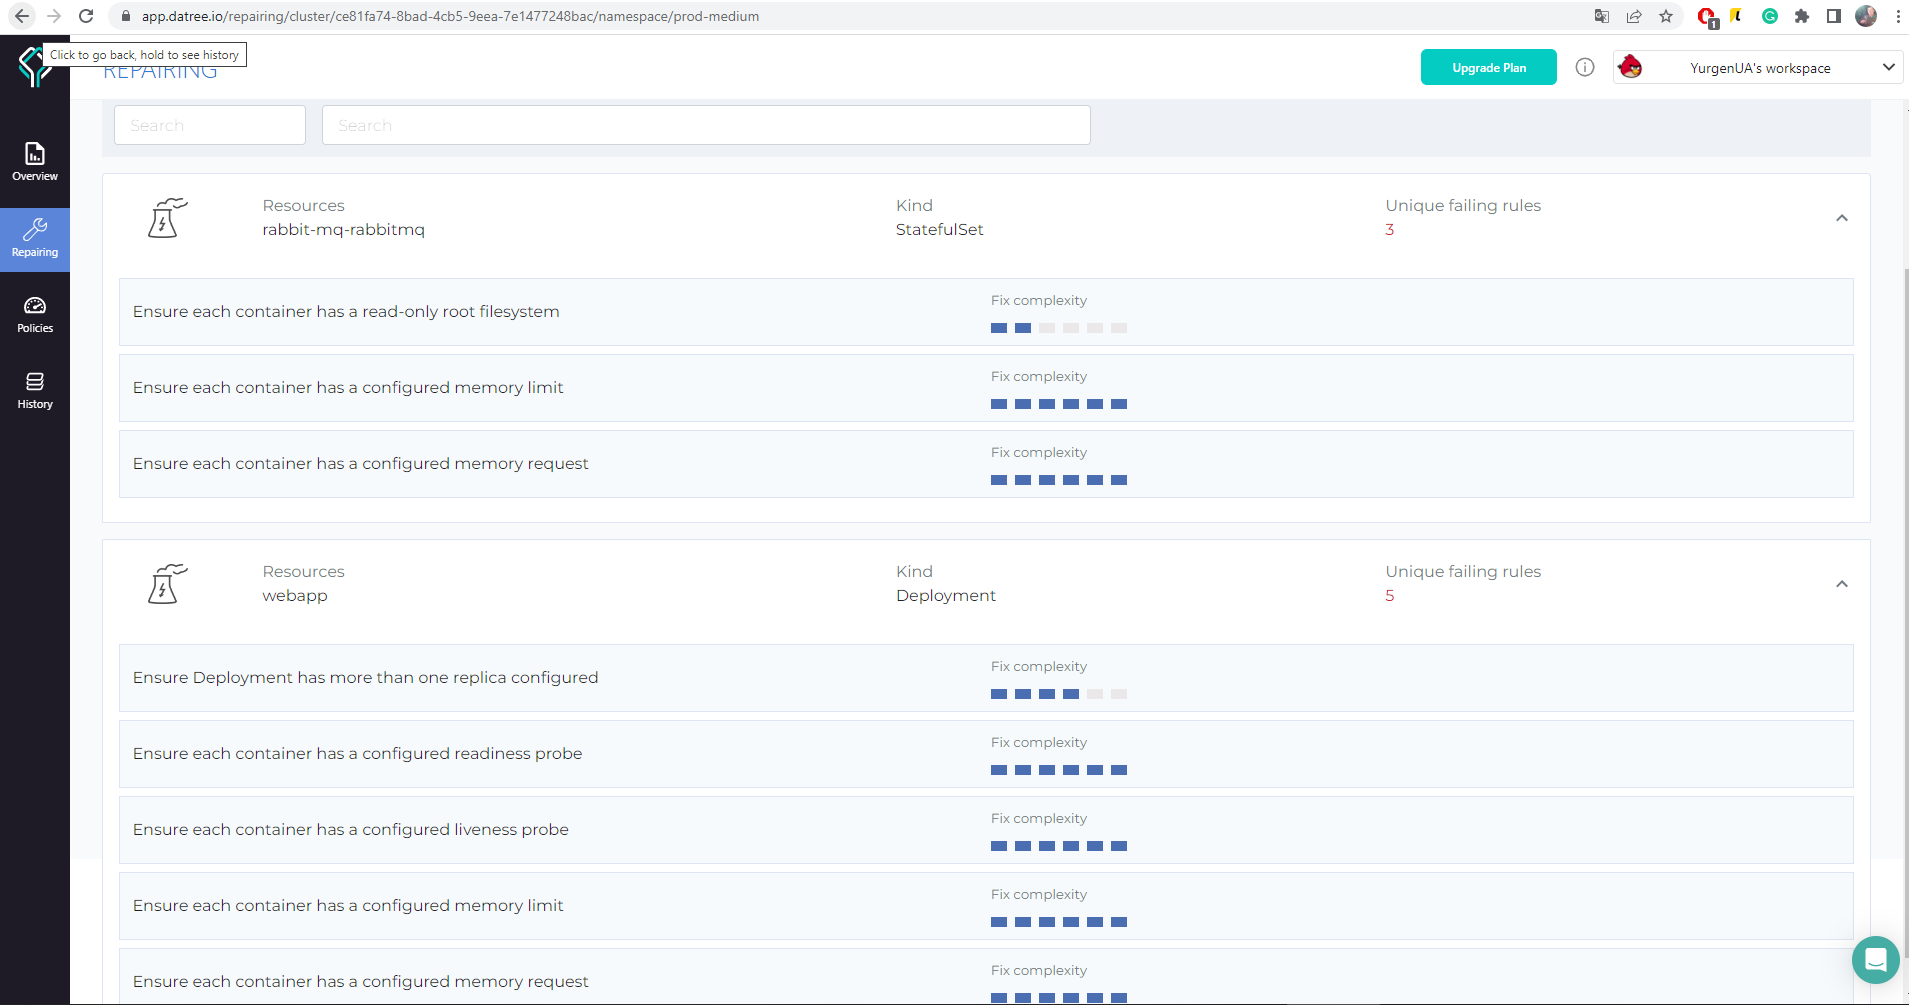 app.datree.io/repairing/cluster/ce81fa74-8bad-4cb5-9eea-7e1477248bac/namespace/prod-medium
1
Click to go back, hold to see history
REPAIRING
Upgrade Plan
YurgenUA's workspace
Search
Search
Overview
Repairing
Policies
History
Resources
rabbit-mq-rabbitmq
Kind
StatefulSet
Unique failing rules
3
Ensure each container has a read-only root filesystem
Fix complexity
Ensure each container has a configured memory limit
Fix complexity
Ensure each container has a configured memory request
Fix complexity
Resources
webapp
Kind
Deployment
Unique failing rules
5
Ensure Deployment has more than one replica configured
Fix complexity
Ensure each container has a configured readiness probe
Fix complexity
Ensure each container has a configured liveness probe
Fix complexity
Ensure each container has a configured memory limit
Fix complexity
Ensure each container has a configured memory request
Fix complexity